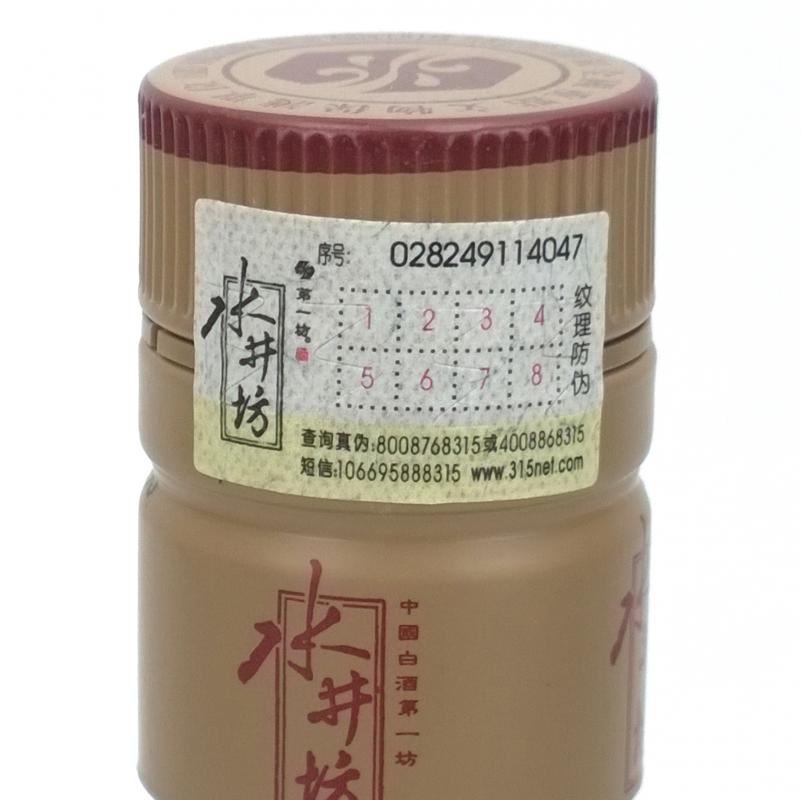 序号: 028249114047
水井坊
第一坊
1 2 3 4
5 6 7 8
纹理防伪
查询真伪:8008768315或4008868315
短信:106695888315 www.315net.com
水井坊
中國白酒第一坊